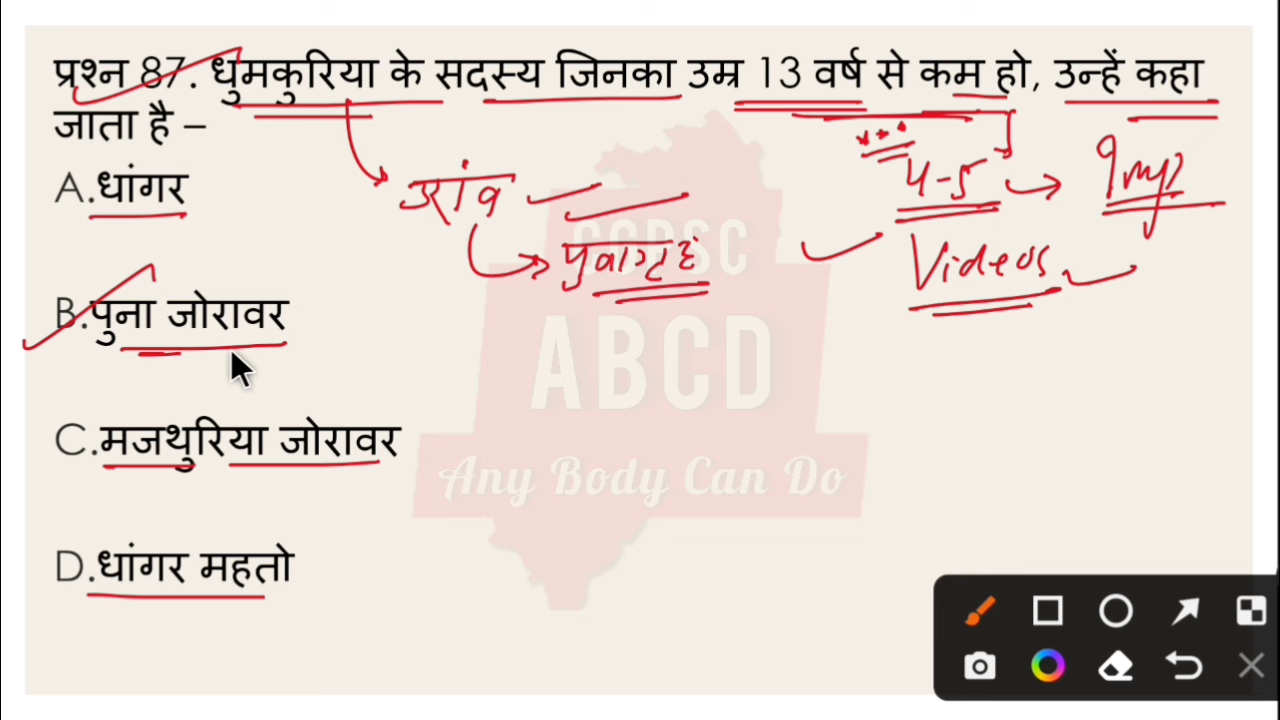 प्रश्न 87. धुमकुरिया के सदस्य जिनका उम्र 13 वर्ष से कम हो, उन्हें कहा
जाता है –
A.धांगर
उरांव
4-5
Imp
युवागृह
Videos
B.पुना जोरावर
CGPSC
ABCD
C.मजथुरिया जोरावर
Any Body Can Do
D.धांगर महतो